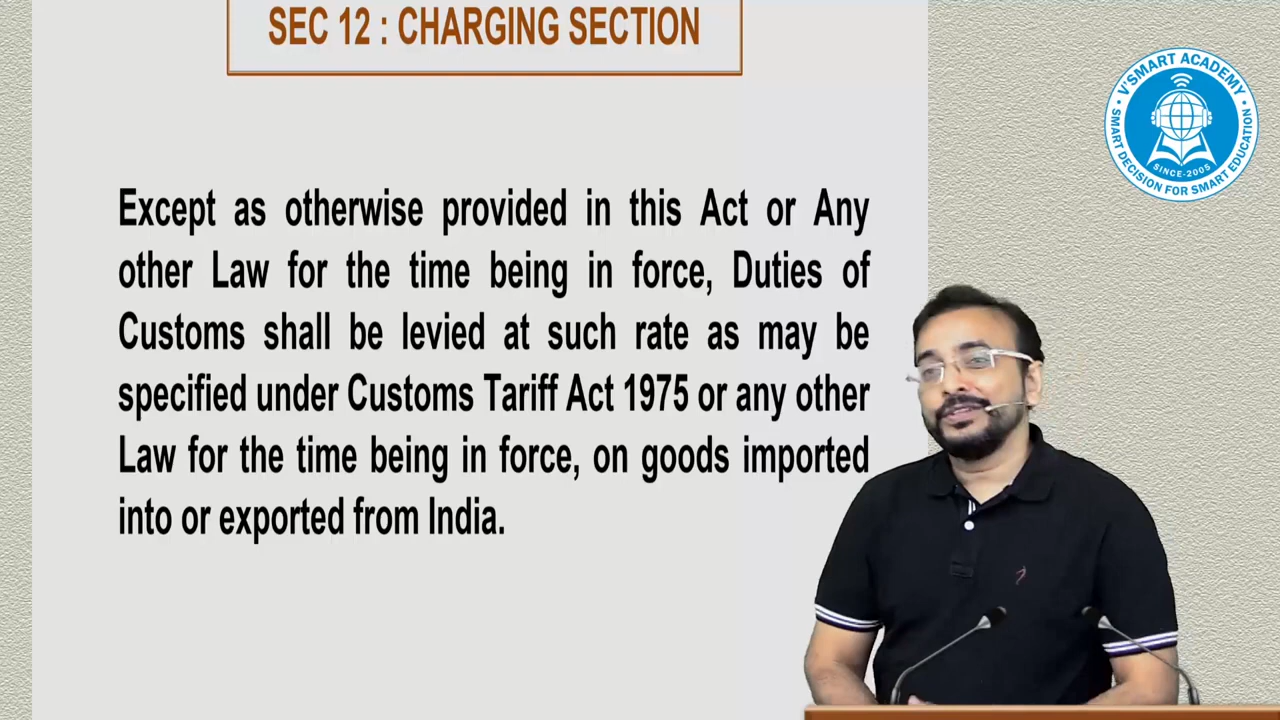 SEC 12 : CHARGING SECTION
Except as otherwise provided in this Act or Any
other Law for the time being in force, Duties of
Customs shall be levied at such rate as may be
specified under Customs Tariff Act 1975 or any other
Law for the time being in force, on goods imported
into or exported from India.
V'SMART ACADEMY
SINCE-2005
SMART DECISION FOR SMART EDUCATION